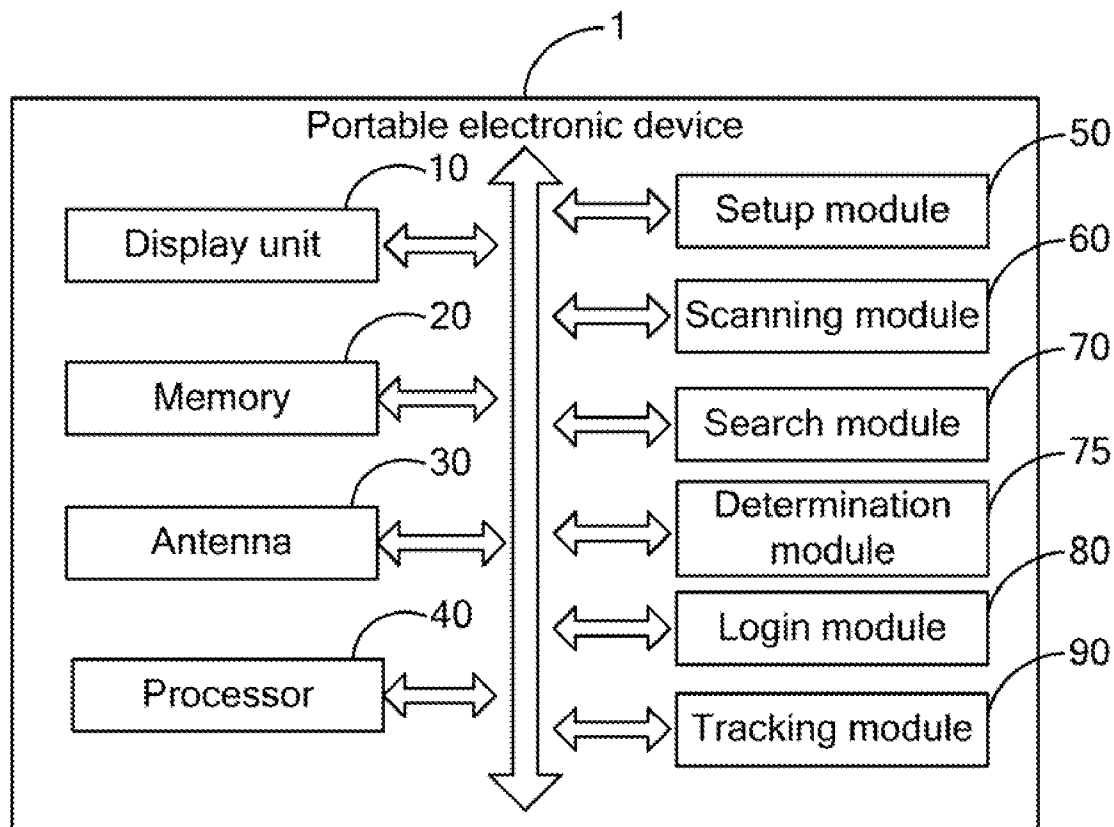 1
Portable electronic device
10
Display unit
20
Memory
30
Antenna
40
Processor
50
Setup module
60
Scanning module
70
Search module
75
Determination
module
80
Login module
90
Tracking module